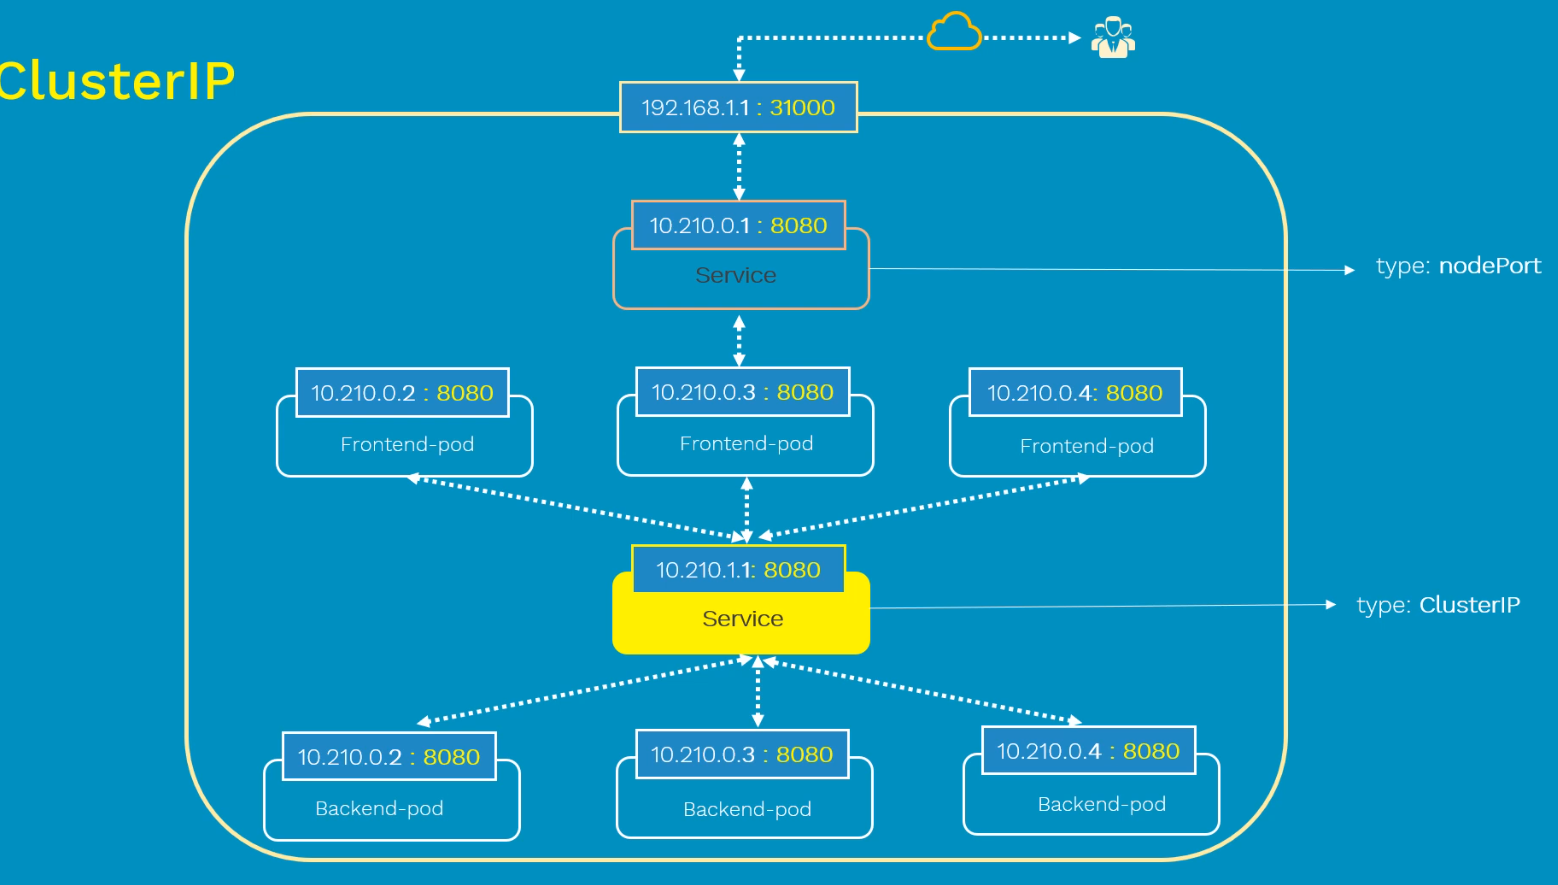 ClusterIP
192.168.1.1 : 31000
10.210.0.1 : 8080
Service
type: nodePort
10.210.0.2 : 8080
10.210.0.3 : 8080
10.210.0.4: 8080
Frontend-pod
Frontend-pod
Frontend-pod
10.210.1.1: 8080
Service
type: ClusterIP
10.210.0.2 : 8080
10.210.0.3 : 8080
10.210.0.4 : 8080
Backend-pod
Backend-pod
Backend-pod